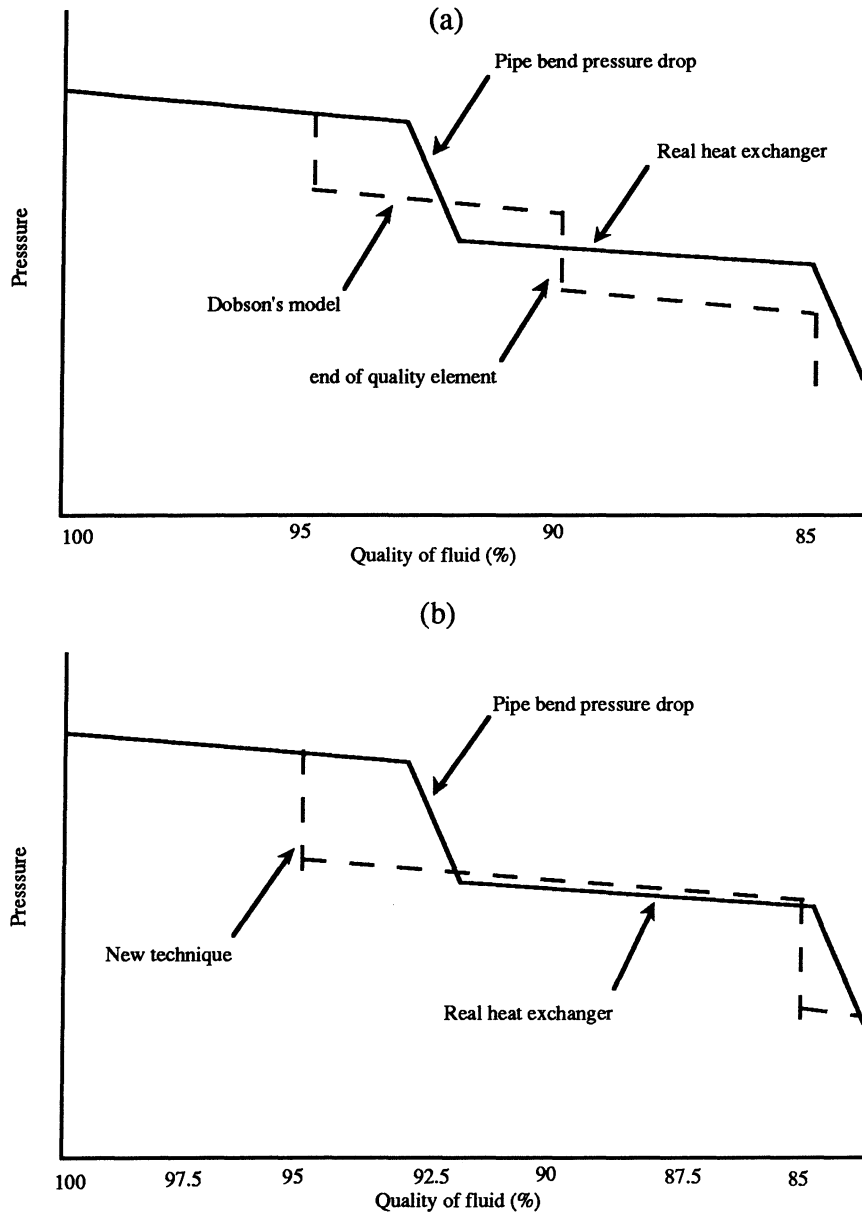 (a)
Pipe bend pressure drop
Real heat exchanger
Presssure
Dobson's model
end of quality element
100 95 90 85
Quality of fluid (%)
(b)
Pipe bend pressure drop
Presssure
New technique
Real heat exchanger
100 97.5 95 92.5 90 87.5 85
Quality of fluid (%)